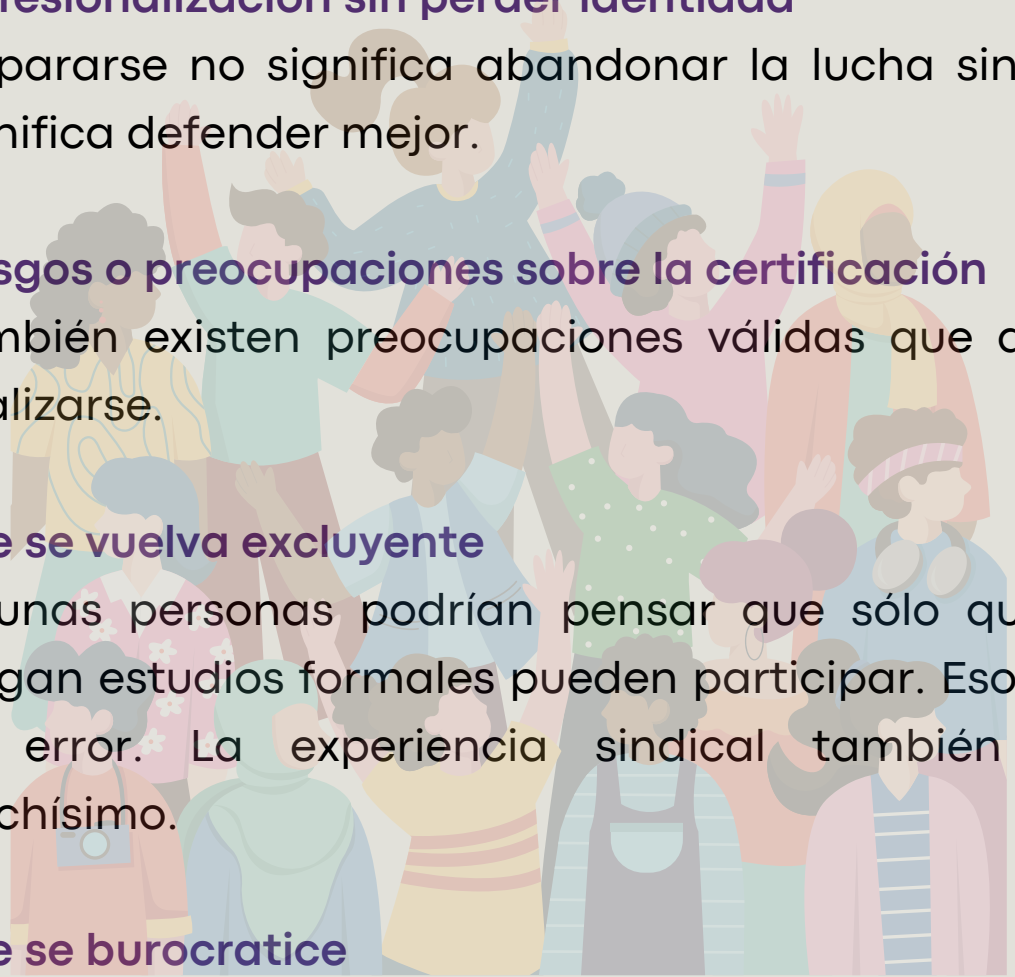 resionalización sin perder identidad
pararse no significa abandonar la lucha sin
nifica defender mejor.
sgos o preocupaciones sobre la certificación
mbién existen preocupaciones válidas que
alizarse.
e se vuelva excluyente
unas personas podrían pensar que sólo qu
gan estudios formales pueden participar. Eso
error. La experiencia sindical también
chísimo.
e se burocratice